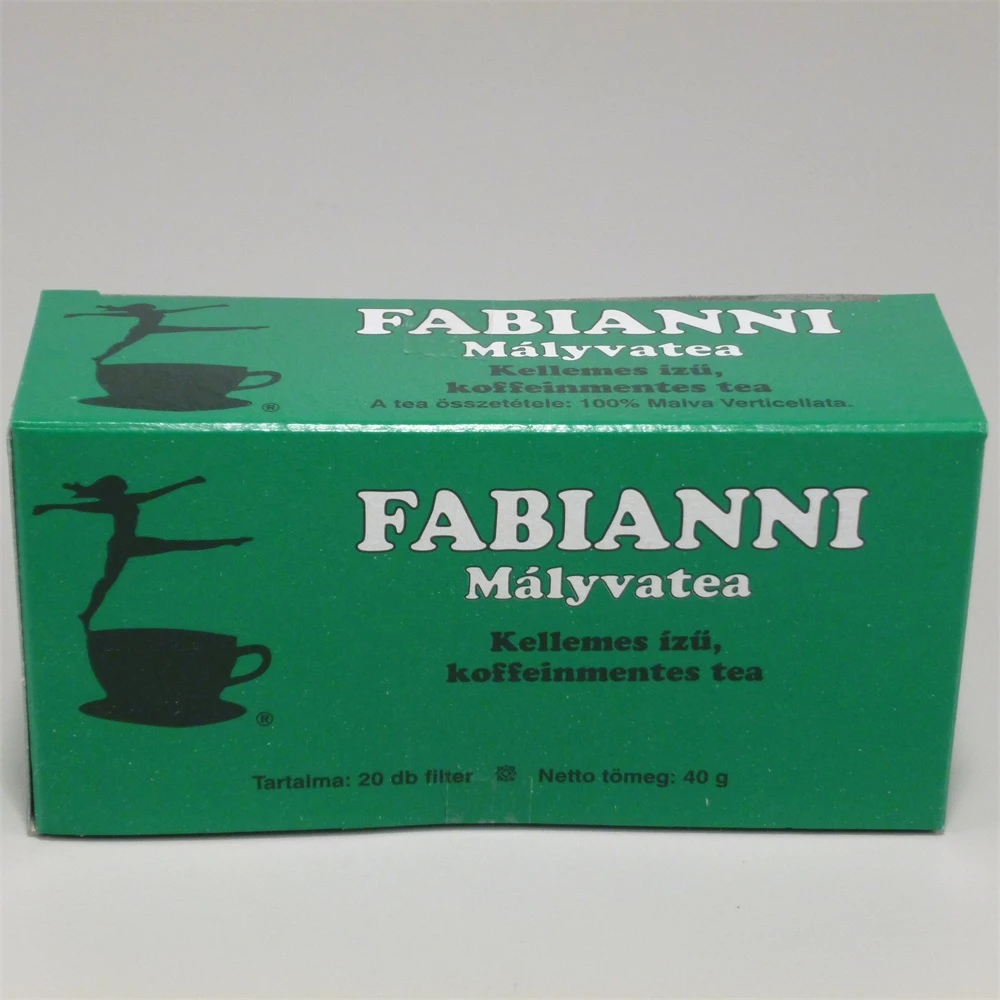 FABIANNI
Mályvatea
Kellemes ízű,
koffeinmentes tea
A tea összetétele: 100% Malva Verticellata.
®
FABIANNI
Mályvatea
Kellemes ízű,
koffeinmentes tea
®
Tartalma: 20 db filter Netto tömeg: 40 g